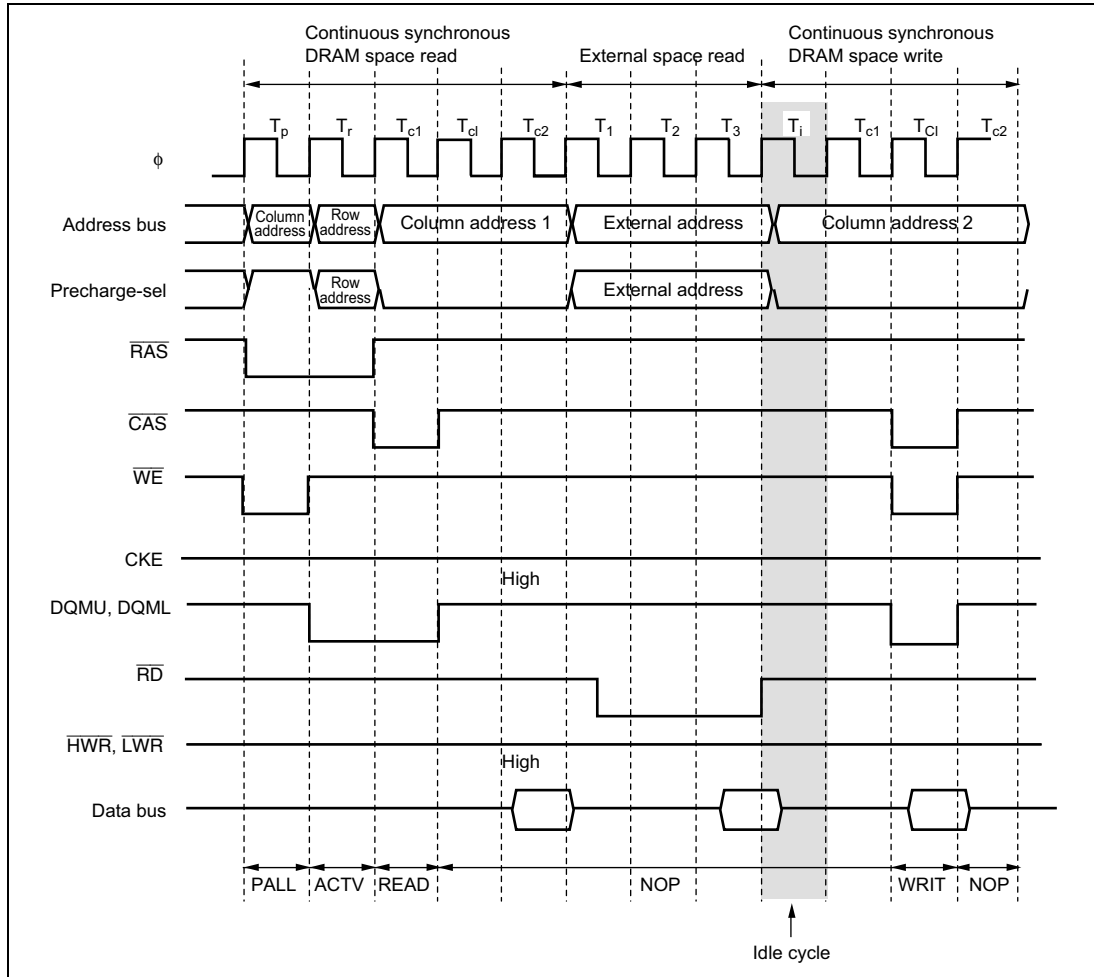 Continuous synchronous
DRAM space read
External space read
Continuous synchronous
DRAM space write
Tp Tr Tc1 Tcl Tc2 T1 T2 T3 Ti Tc1 TCl Tc2
ϕ
Address bus
Column
address
Row
address
Column address 1
External address
Column address 2
Precharge-sel
Row
address
External address
RAS
CAS
WE
CKE
High
DQMU, DQML
RD
HWR, LWR
High
Data bus
PALL ACTV READ NOP WRIT NOP
Idle cycle